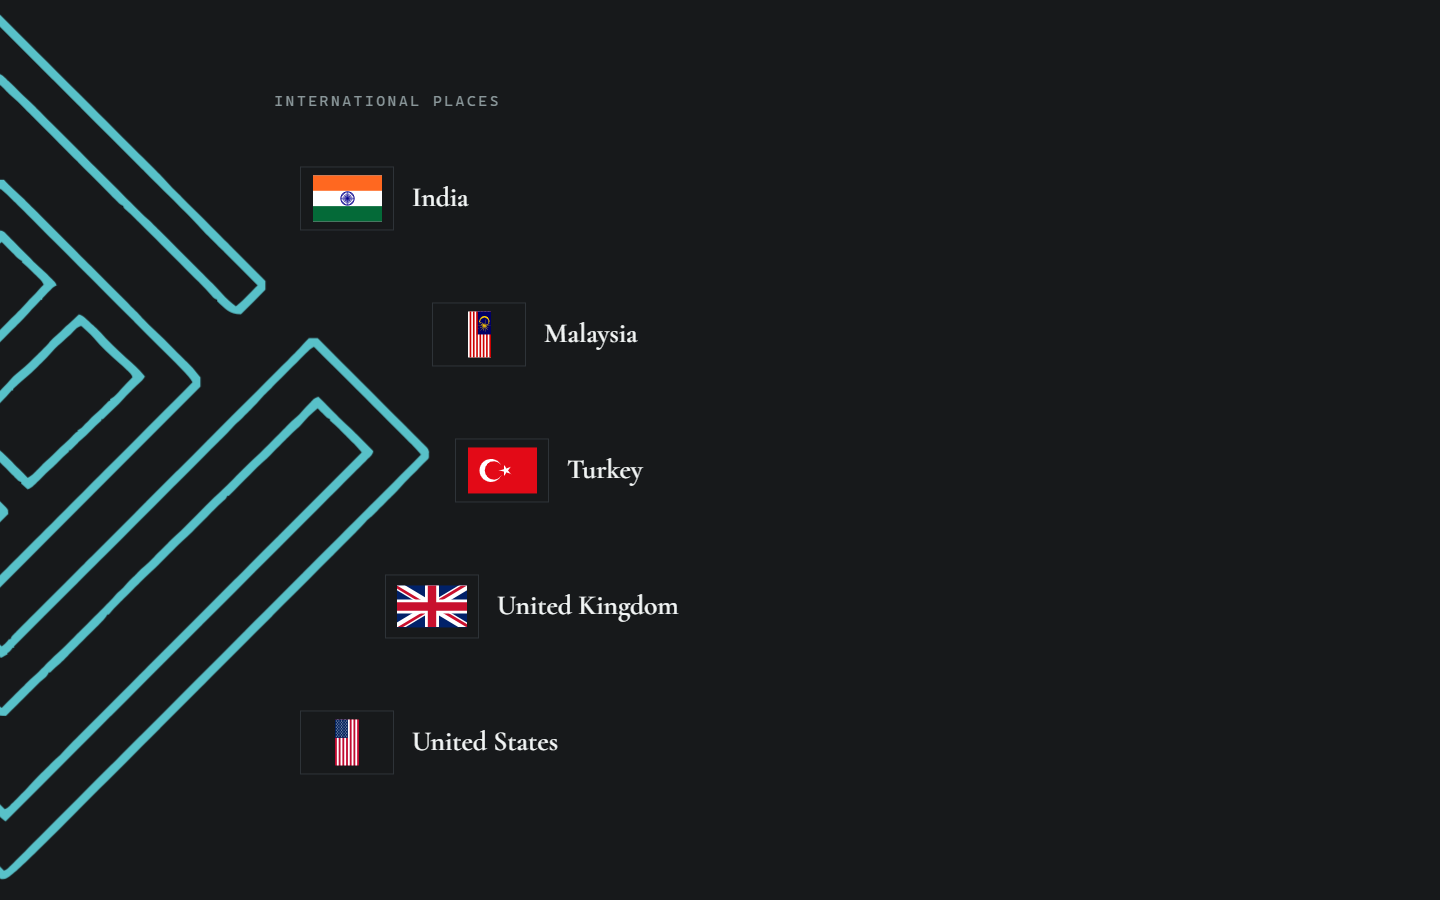 INTERNATIONAL PLACES
India
Malaysia
Turkey
United Kingdom
United States